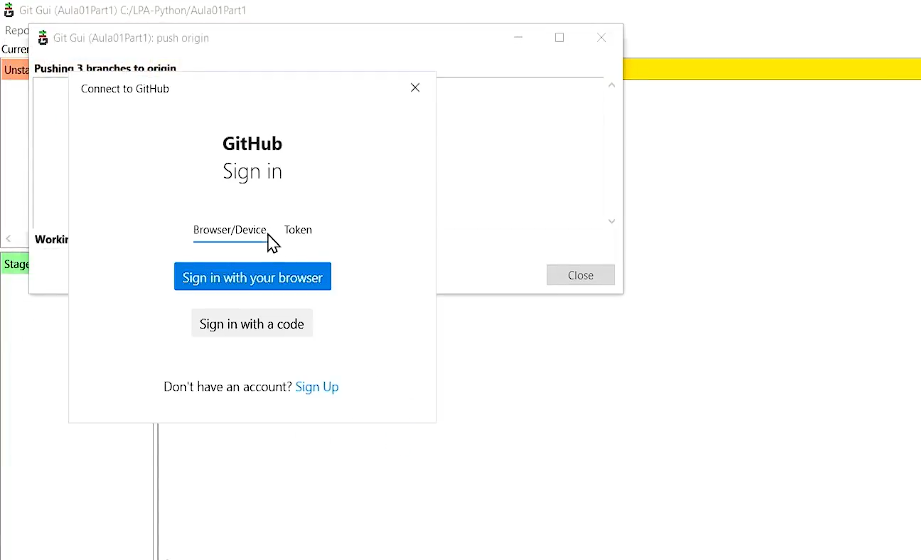 Git Gui (Aula01Part1) C:/LPA-Python/Aula01Part1
Repo
Git Gui (Aula01Part1): push origin
Curren
Unsta
Pushing 3 branches to origin
Connect to GitHub
GitHub
Sign in
Browser/Device Token
Workin
Stage
Sign in with your browser
Close
Sign in with a code
Don't have an account? Sign Up